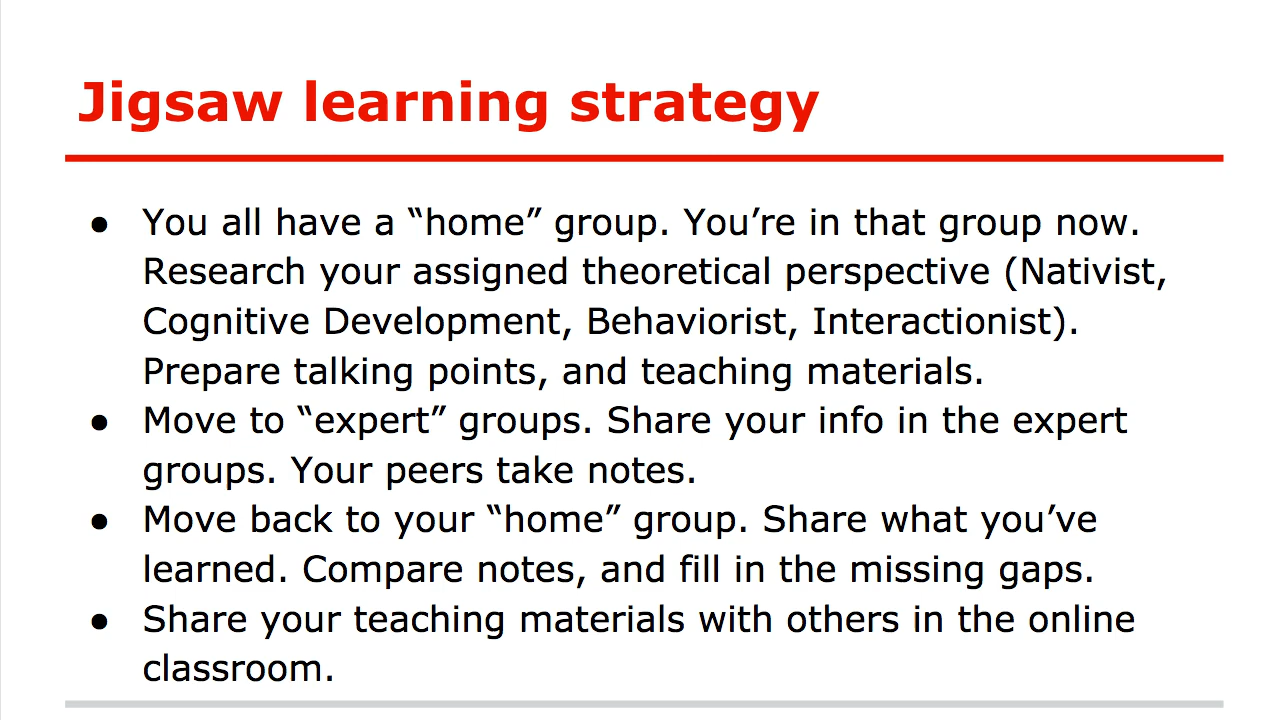 Jigsaw learning strategy
● You all have a “home” group. You’re in that group now.
Research your assigned theoretical perspective (Nativist,
Cognitive Development, Behaviorist, Interactionist).
Prepare talking points, and teaching materials.
● Move to “expert” groups. Share your info in the expert
groups. Your peers take notes.
● Move back to your “home” group. Share what you’ve
learned. Compare notes, and fill in the missing gaps.
● Share your teaching materials with others in the online
classroom.